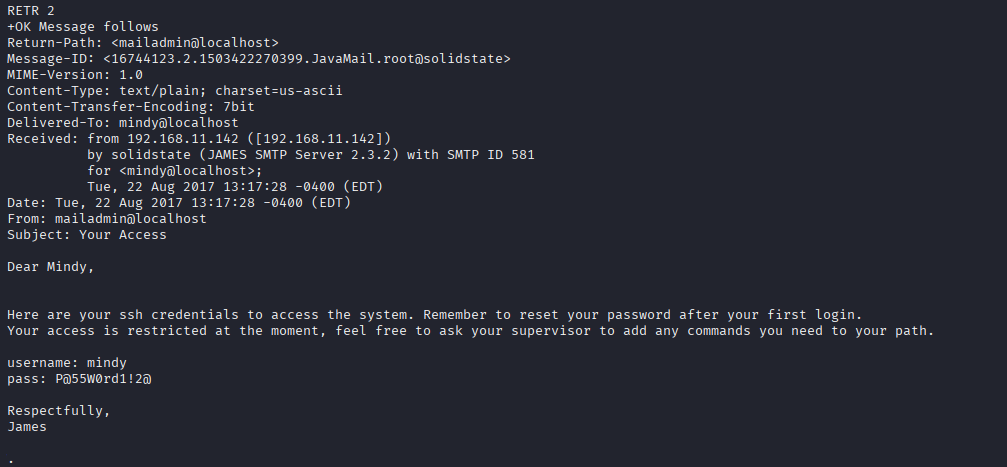 RETR 2
+OK Message follows
Return-Path: <mailadmin@localhost>
Message-ID: <16744123.2.1503422270399.JavaMail.root@solidstate>
MIME-Version: 1.0
Content-Type: text/plain; charset=us-ascii
Content-Transfer-Encoding: 7bit
Delivered-To: mindy@localhost
Received: from 192.168.11.142 ([192.168.11.142])
          by solidstate (JAMES SMTP Server 2.3.2) with SMTP ID 581
          for <mindy@localhost>;
          Tue, 22 Aug 2017 13:17:28 -0400 (EDT)
Date: Tue, 22 Aug 2017 13:17:28 -0400 (EDT)
From: mailadmin@localhost
Subject: Your Access

Dear Mindy,


Here are your ssh credentials to access the system. Remember to reset your password after your first login.
Your access is restricted at the moment, feel free to ask your supervisor to add any commands you need to your path.

username: mindy
pass: P@55W0rd1!2@

Respectfully,
James

.